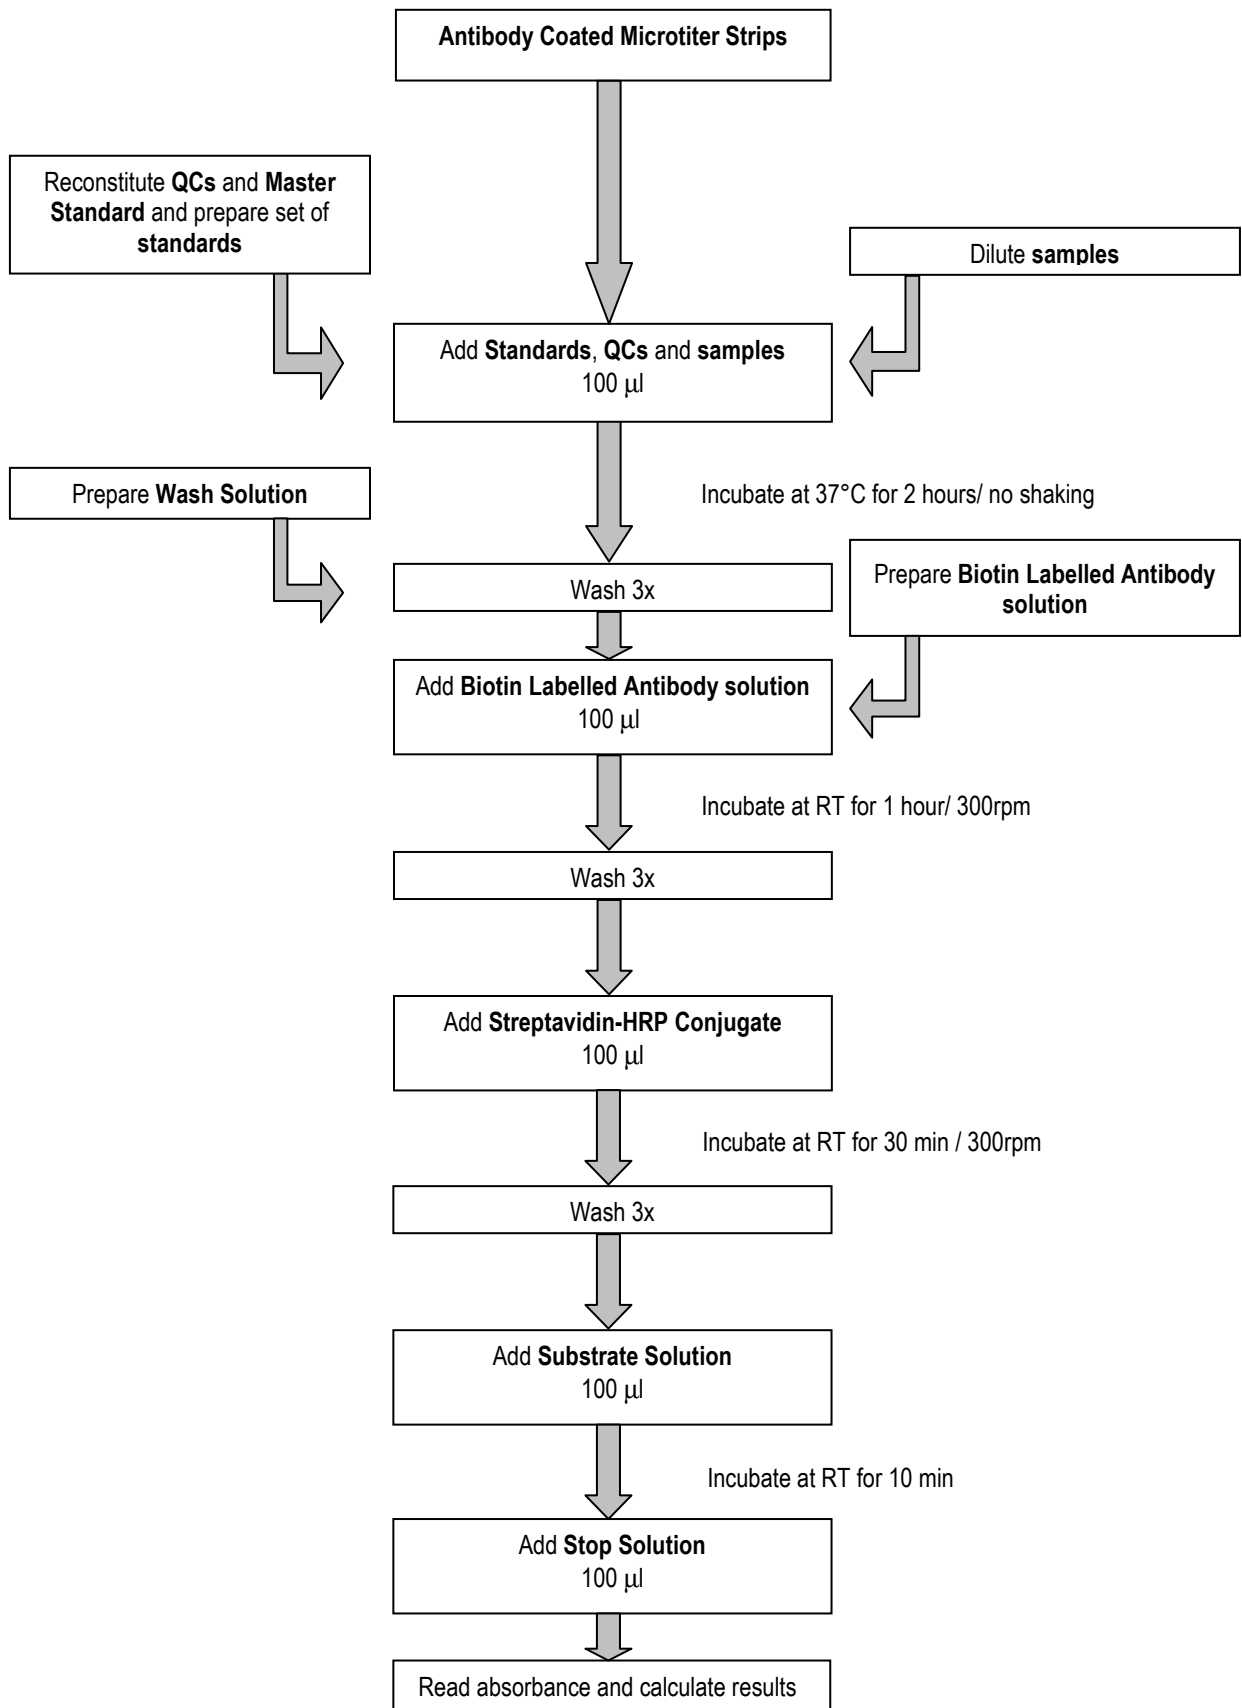 Antibody Coated Microtiter Strips
Reconstitute QCs and Master
Standard and prepare set of
standards
Dilute samples
Add Standards, QCs and samples
100 μl
Prepare Wash Solution
Incubate at 37°C for 2 hours/ no shaking
Wash 3x
Prepare Biotin Labelled Antibody
solution
Add Biotin Labelled Antibody solution
100 μl
Incubate at RT for 1 hour/ 300rpm
Wash 3x
Add Streptavidin-HRP Conjugate
100 μl
Incubate at RT for 30 min / 300rpm
Wash 3x
Add Substrate Solution
100 μl
Incubate at RT for 10 min
Add Stop Solution
100 μl
Read absorbance and calculate results